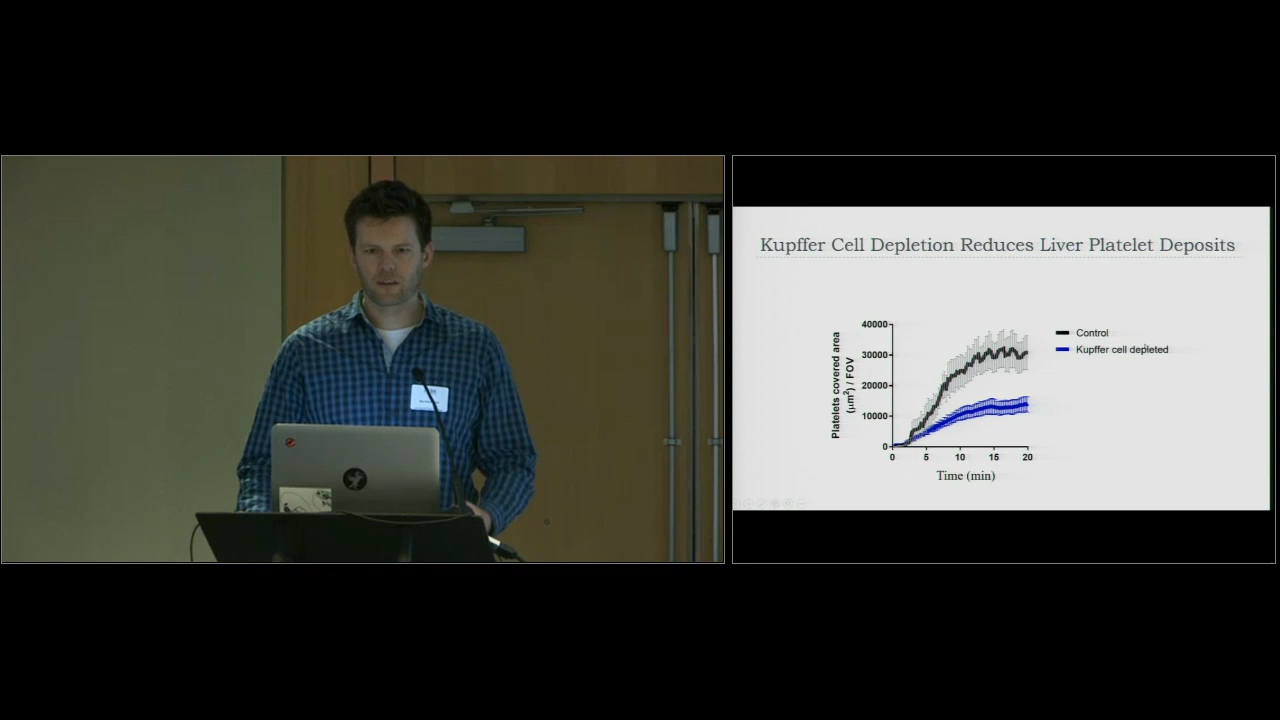 Kupffer Cell Depletion Reduces Liver Platelet Deposits
Platelets covered area
(μm²) / FOV
40000
30000
20000
10000
0
0 5 10 15 20
Time (min)
Control
Kupffer cell depleted